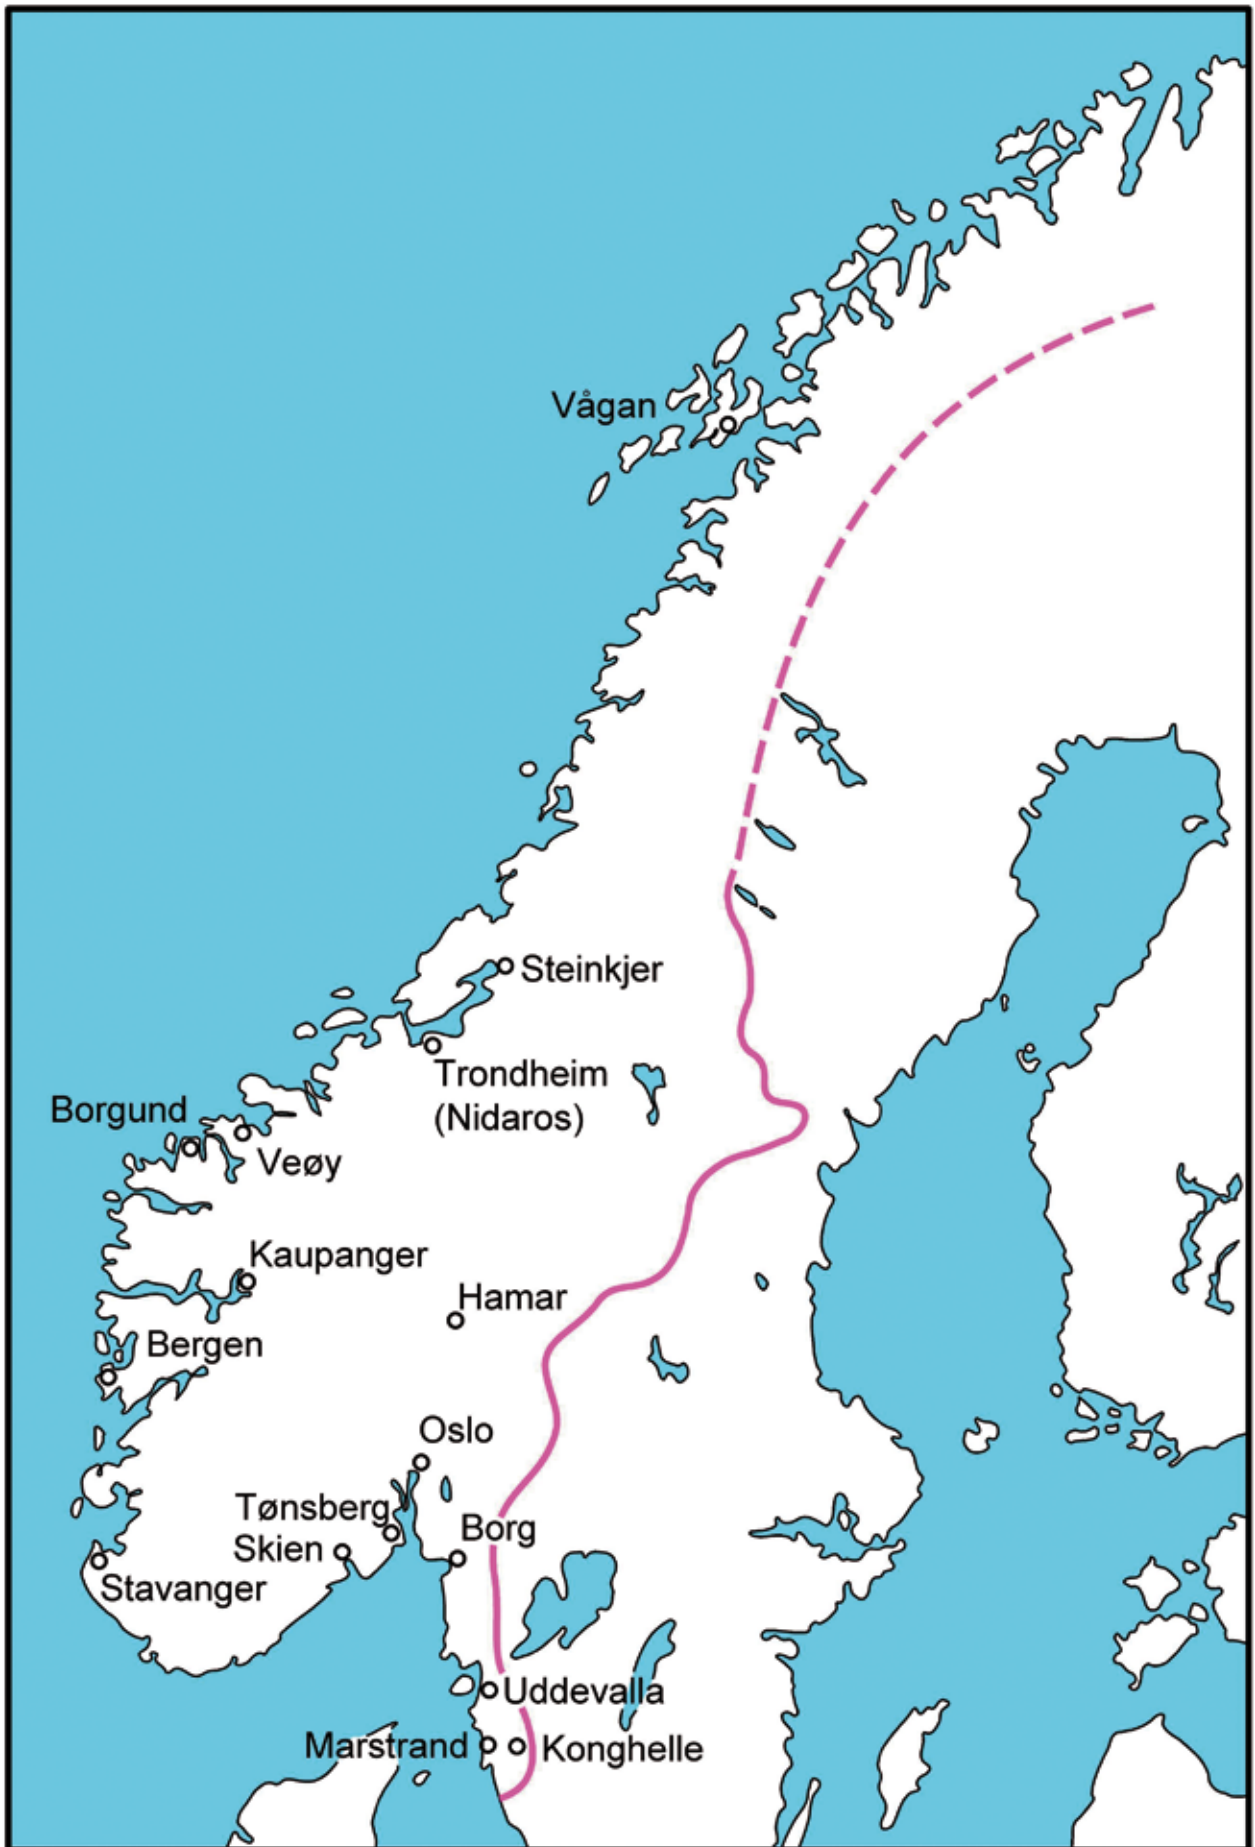 Vågan
Steinkjer
Trondheim
(Nidaros)
Borgund
Veøy
Kaupanger
Hamar
Bergen
Oslo
Tønsberg
Borg
Skien
Stavanger
Uddevalla
Marstrand
Konghelle